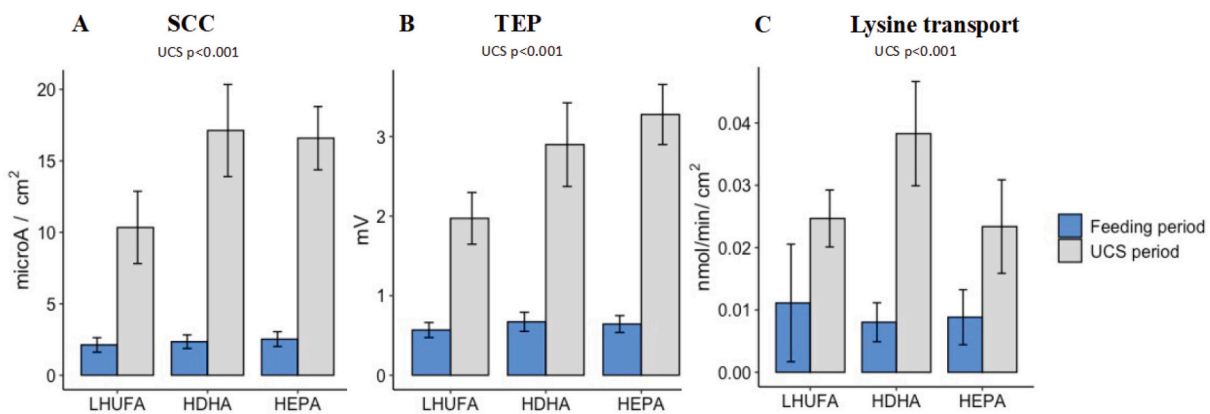 A SCC
UCS p<0.001
microA / cm²
20
15
10
5
0
LHUFA HDHA HEPA
B TEP
UCS p<0.001
mV
3
2
1
0
LHUFA HDHA HEPA
C Lysine transport
UCS p<0.001
nmol/min/ cm²
0.04
0.03
0.02
0.01
0.00
LHUFA HDHA HEPA
Feeding period
UCS period